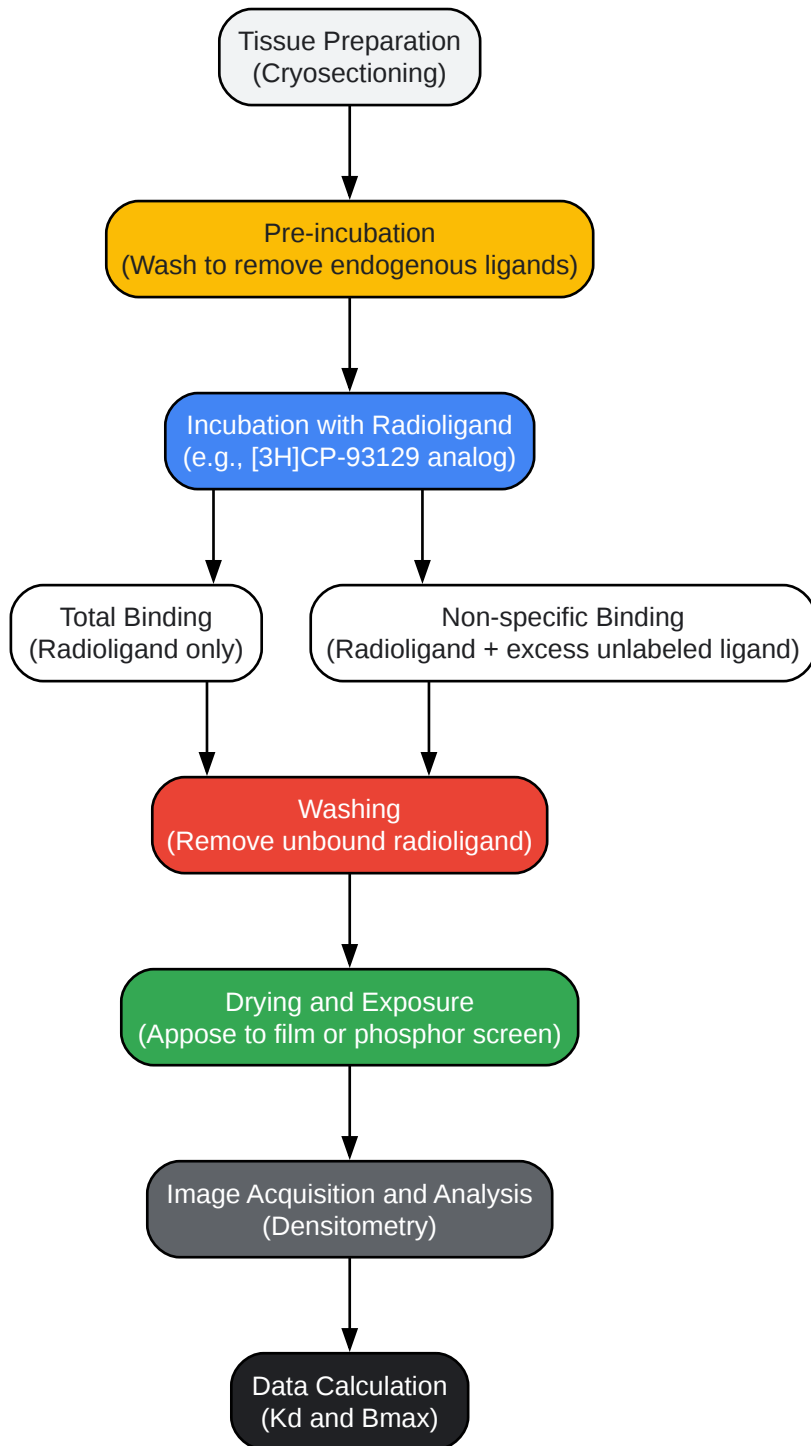 Tissue Preparation
(Cryosectioning)
Pre-incubation
(Wash to remove endogenous ligands)
Incubation with Radioligand
(e.g., [3H]CP-93129 analog)
Total Binding
(Radioligand only)
Non-specific Binding
(Radioligand + excess unlabeled ligand)
Washing
(Remove unbound radioligand)
Drying and Exposure
(Appose to film or phosphor screen)
Image Acquisition and Analysis
(Densitometry)
Data Calculation
(Kd and Bmax)